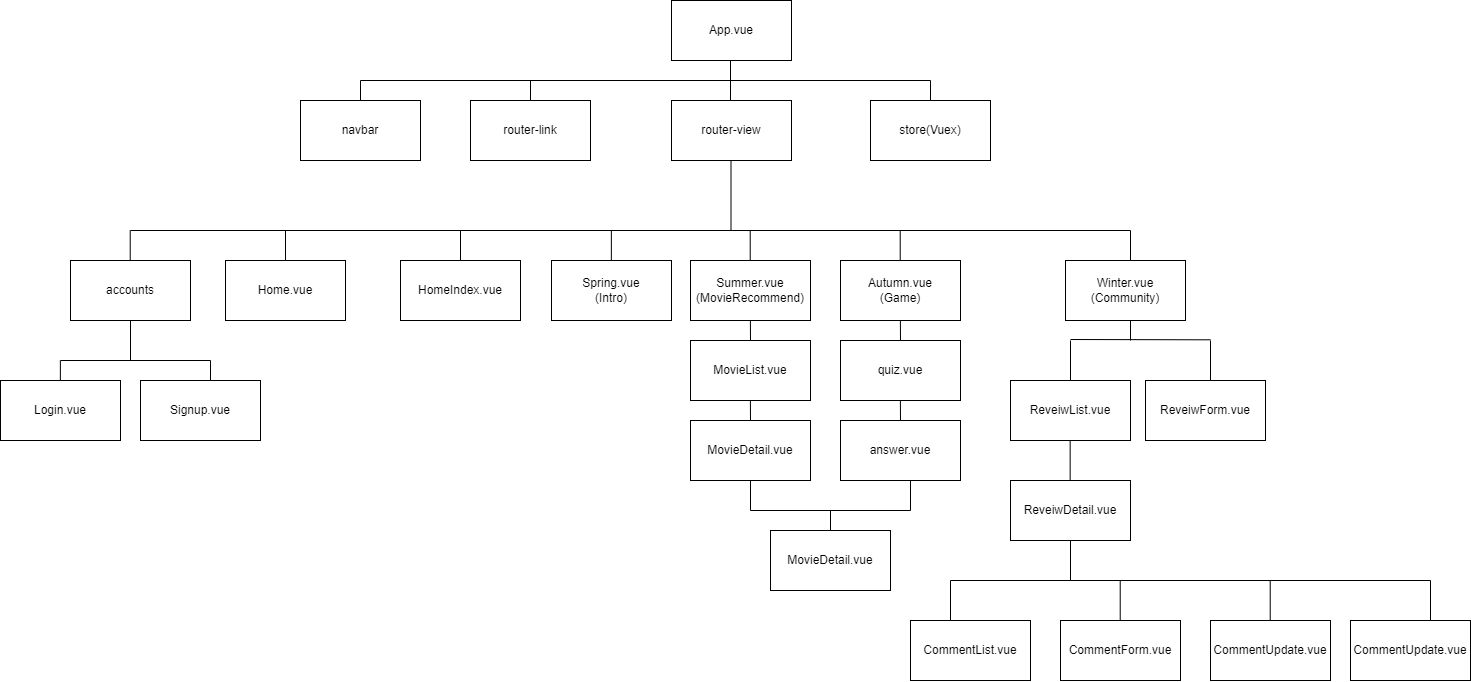 App.vue
navbar
router-link
router-view
store(Vuex)
accounts
Home.vue
HomeIndex.vue
Spring.vue
(Intro)
Summer.vue
(MovieRecommend)
Autumn.vue
(Game)
Winter.vue
(Community)
MovieList.vue
quiz.vue
Login.vue
Signup.vue
ReveiwList.vue
ReveiwForm.vue
MovieDetail.vue
answer.vue
ReveiwDetail.vue
MovieDetail.vue
CommentList.vue
CommentForm.vue
CommentUpdate.vue
CommentUpdate.vue